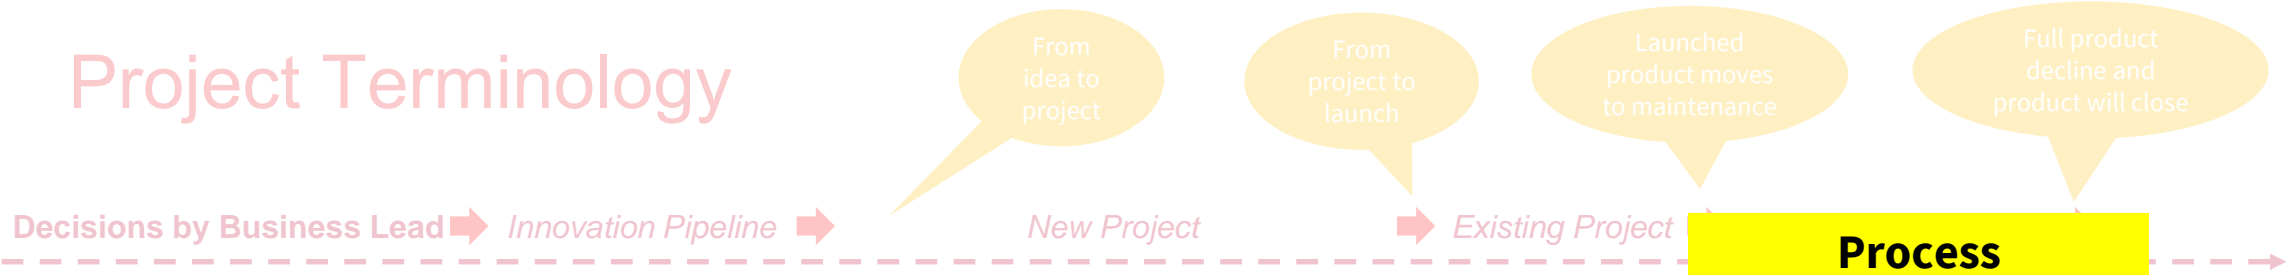 Project Terminology
From
idea to
project
From
project to
launch
Launched
product moves
to maintenance
Full product
decline and
product will close
Decisions by Business Lead
Innovation Pipeline
New Project
Existing Project
Process